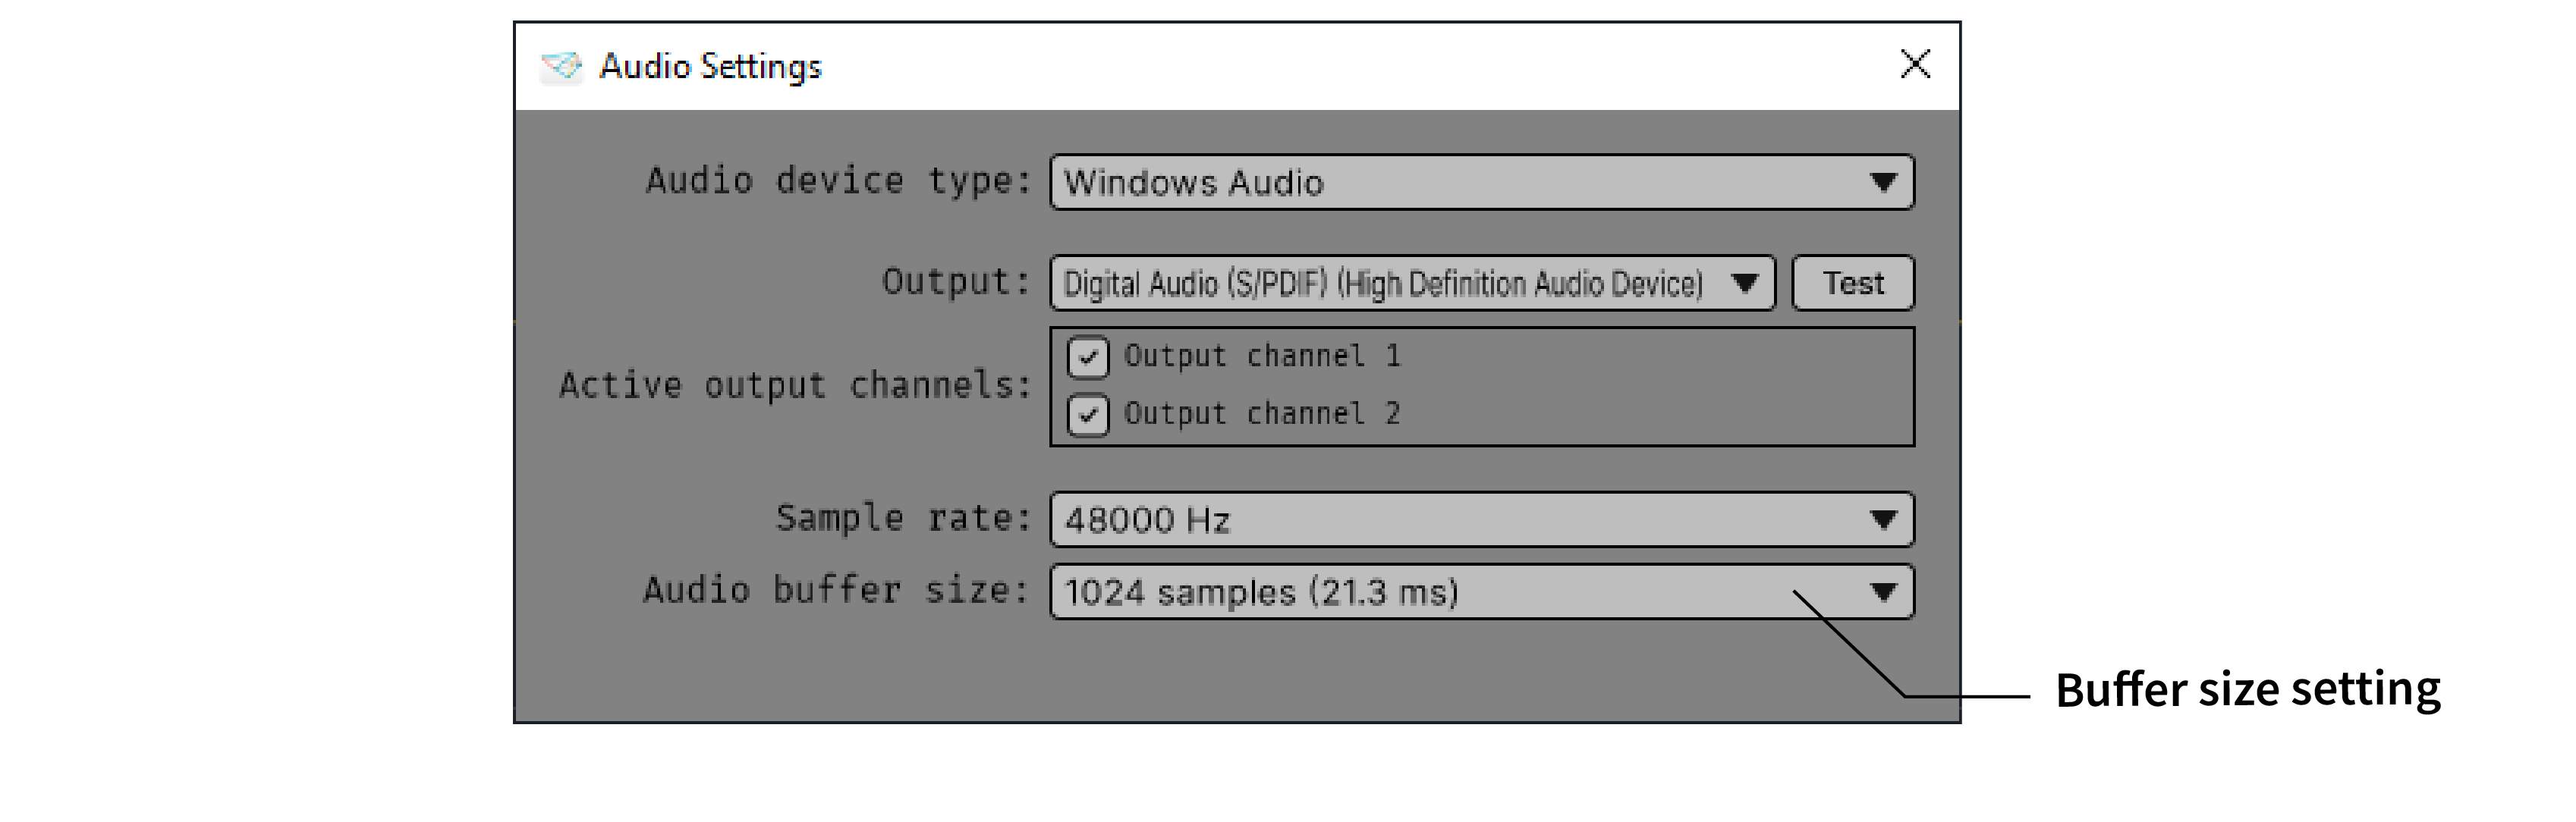 Audio Settings
Audio device type: Windows Audio
Output: Digital Audio (S/PDIF) (High Definition Audio Device) Test
Active output channels:
Output channel 1
Output channel 2
Sample rate: 48000 Hz
Audio buffer size: 1024 samples (21.3 ms)
Buffer size setting